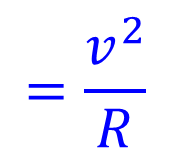 = v²/R